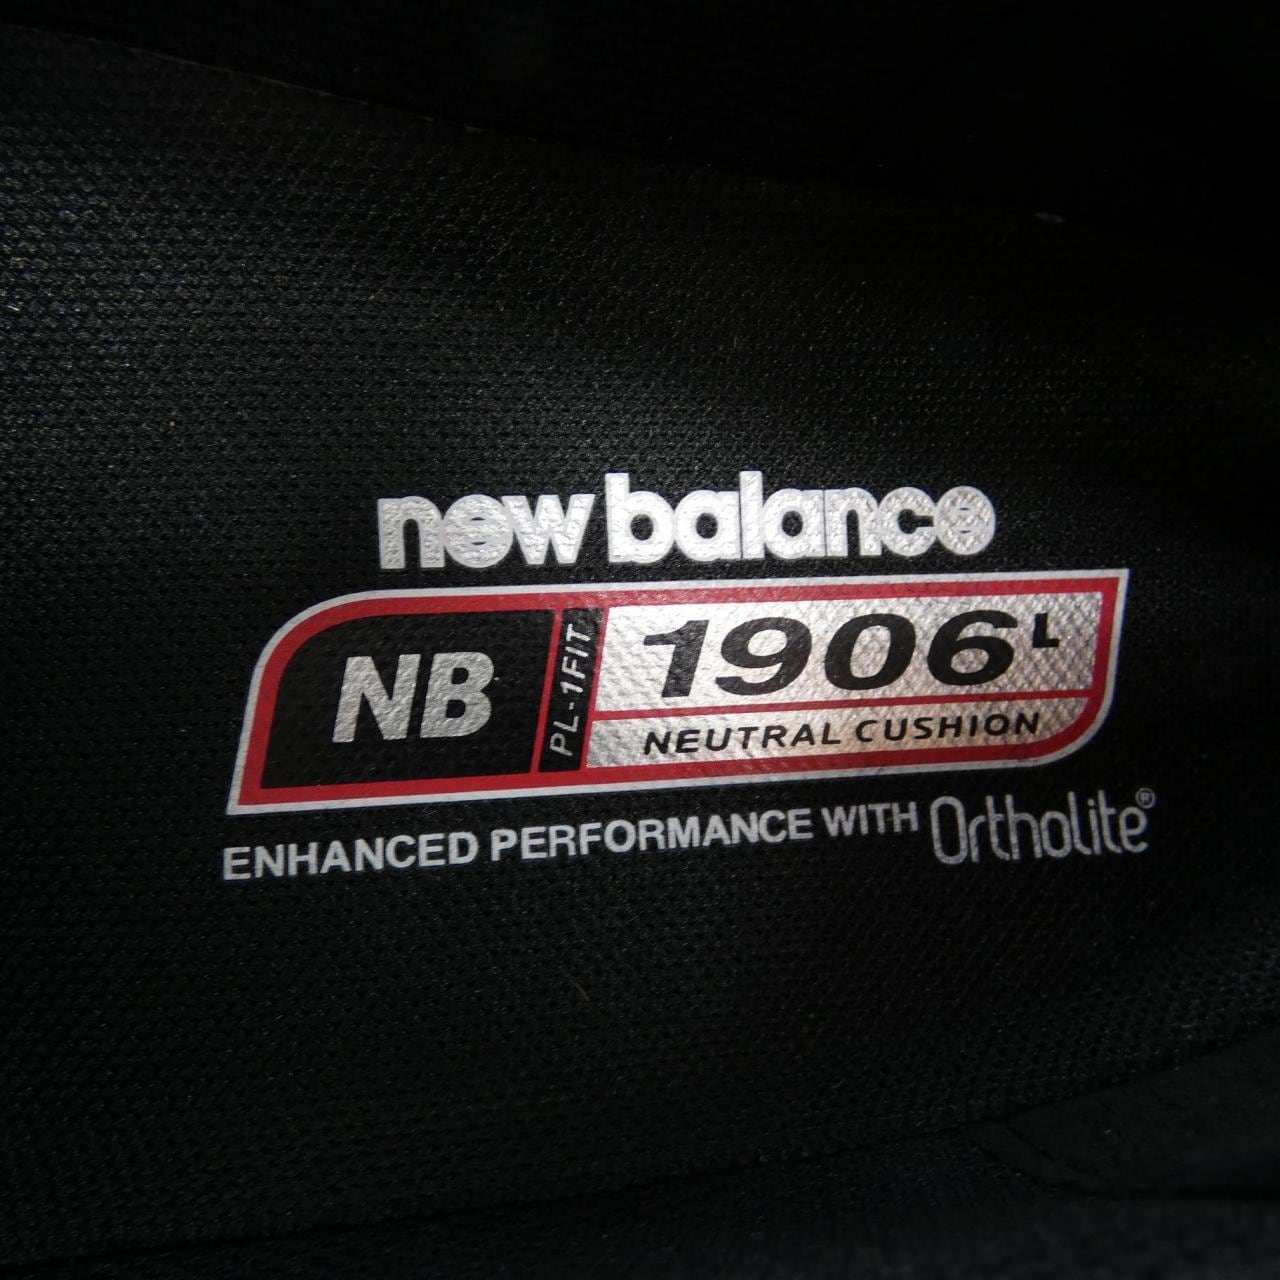 new balance
NB
PL-1FIT
1906L
NEUTRAL CUSHION
ENHANCED PERFORMANCE WITH Ortholite®